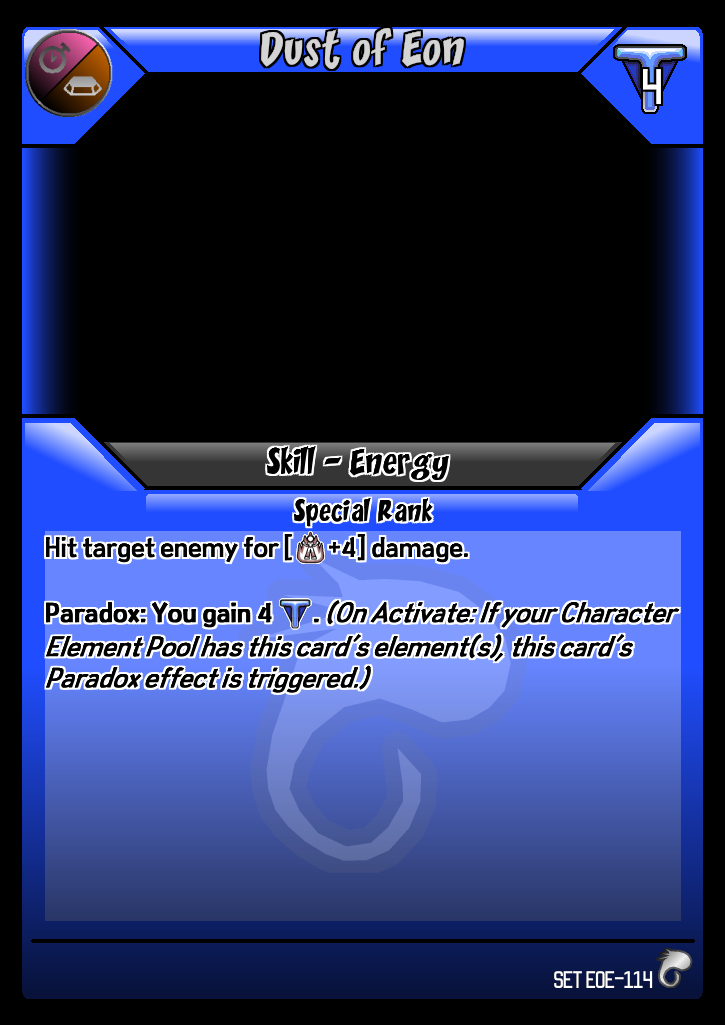 Dust of Eon
4
Skill - Energy
Special Rank
Hit target enemy for [ +4] damage.
Paradox: You gain 4 . (On Activate: If your Character
Element Pool has this card's element(s), this card's
Paradox effect is triggered.)
SET EOE-114